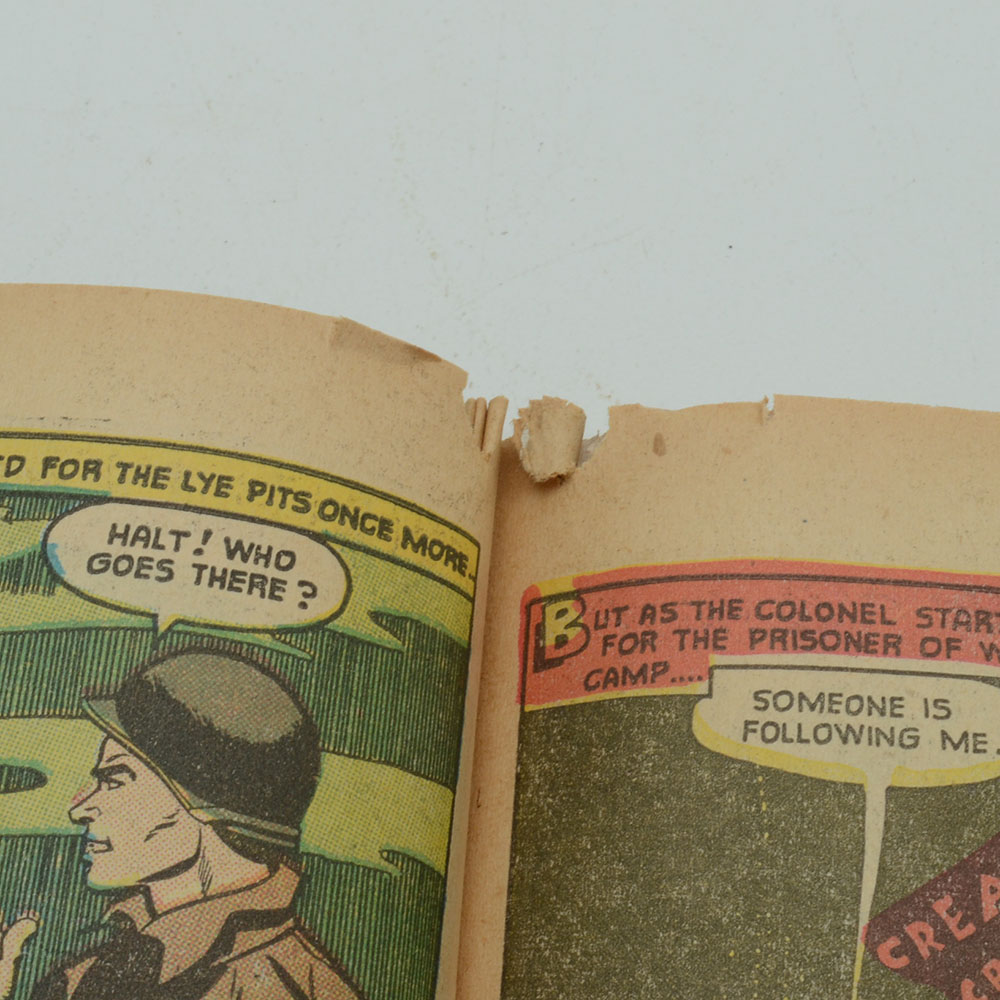 FOR THE LYE PITS ONCE MORE..
HALT! WHO
GOES THERE?
BUT AS THE COLONEL
FOR THE PRISONER OF
CAMP....
SOMEONE IS
FOLLOWING ME.